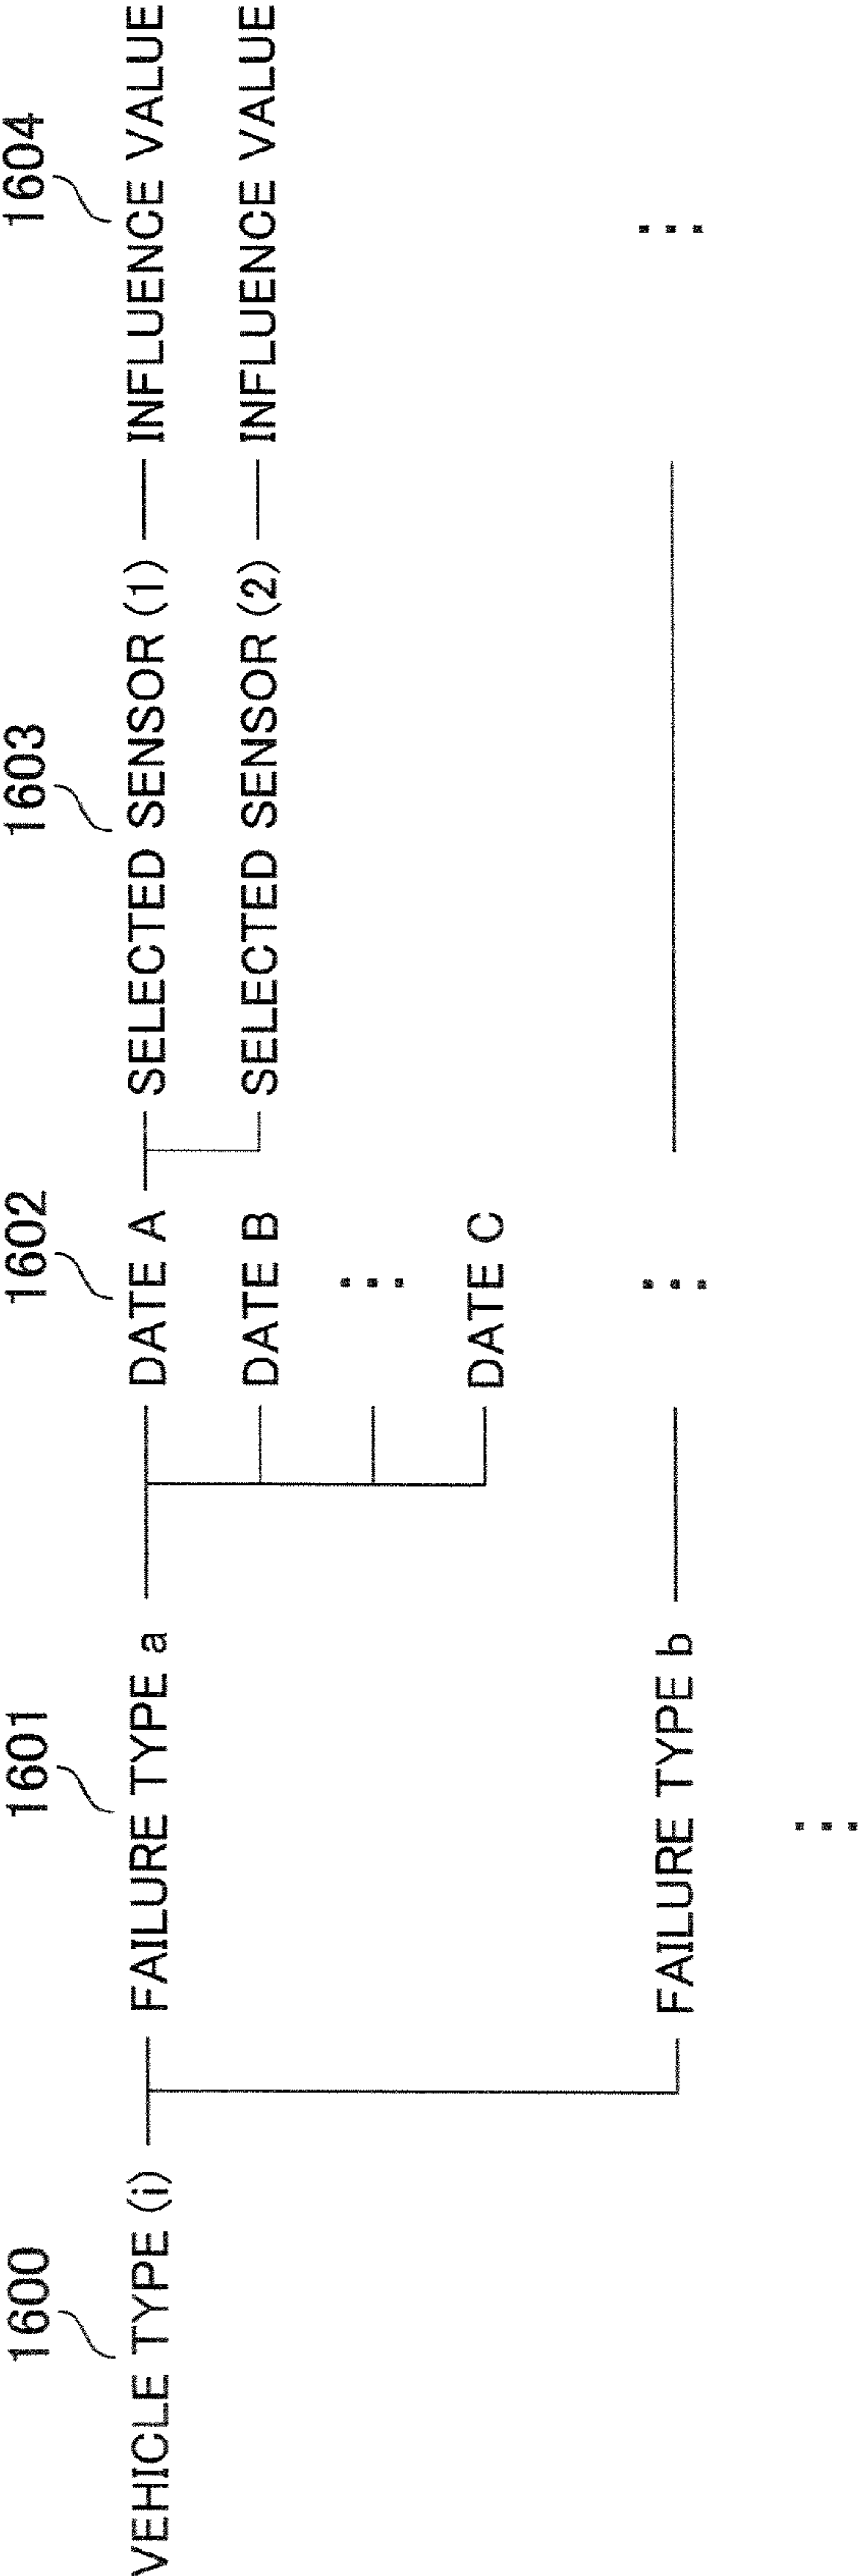 1600 1601 1602 1603 1604
VEHICLE TYPE (i) FAILURE TYPE a DATE A SELECTED SENSOR (1) INFLUENCE VALUE
DATE B SELECTED SENSOR (2) INFLUENCE VALUE
...
DATE C
FAILURE TYPE b ... ...
...